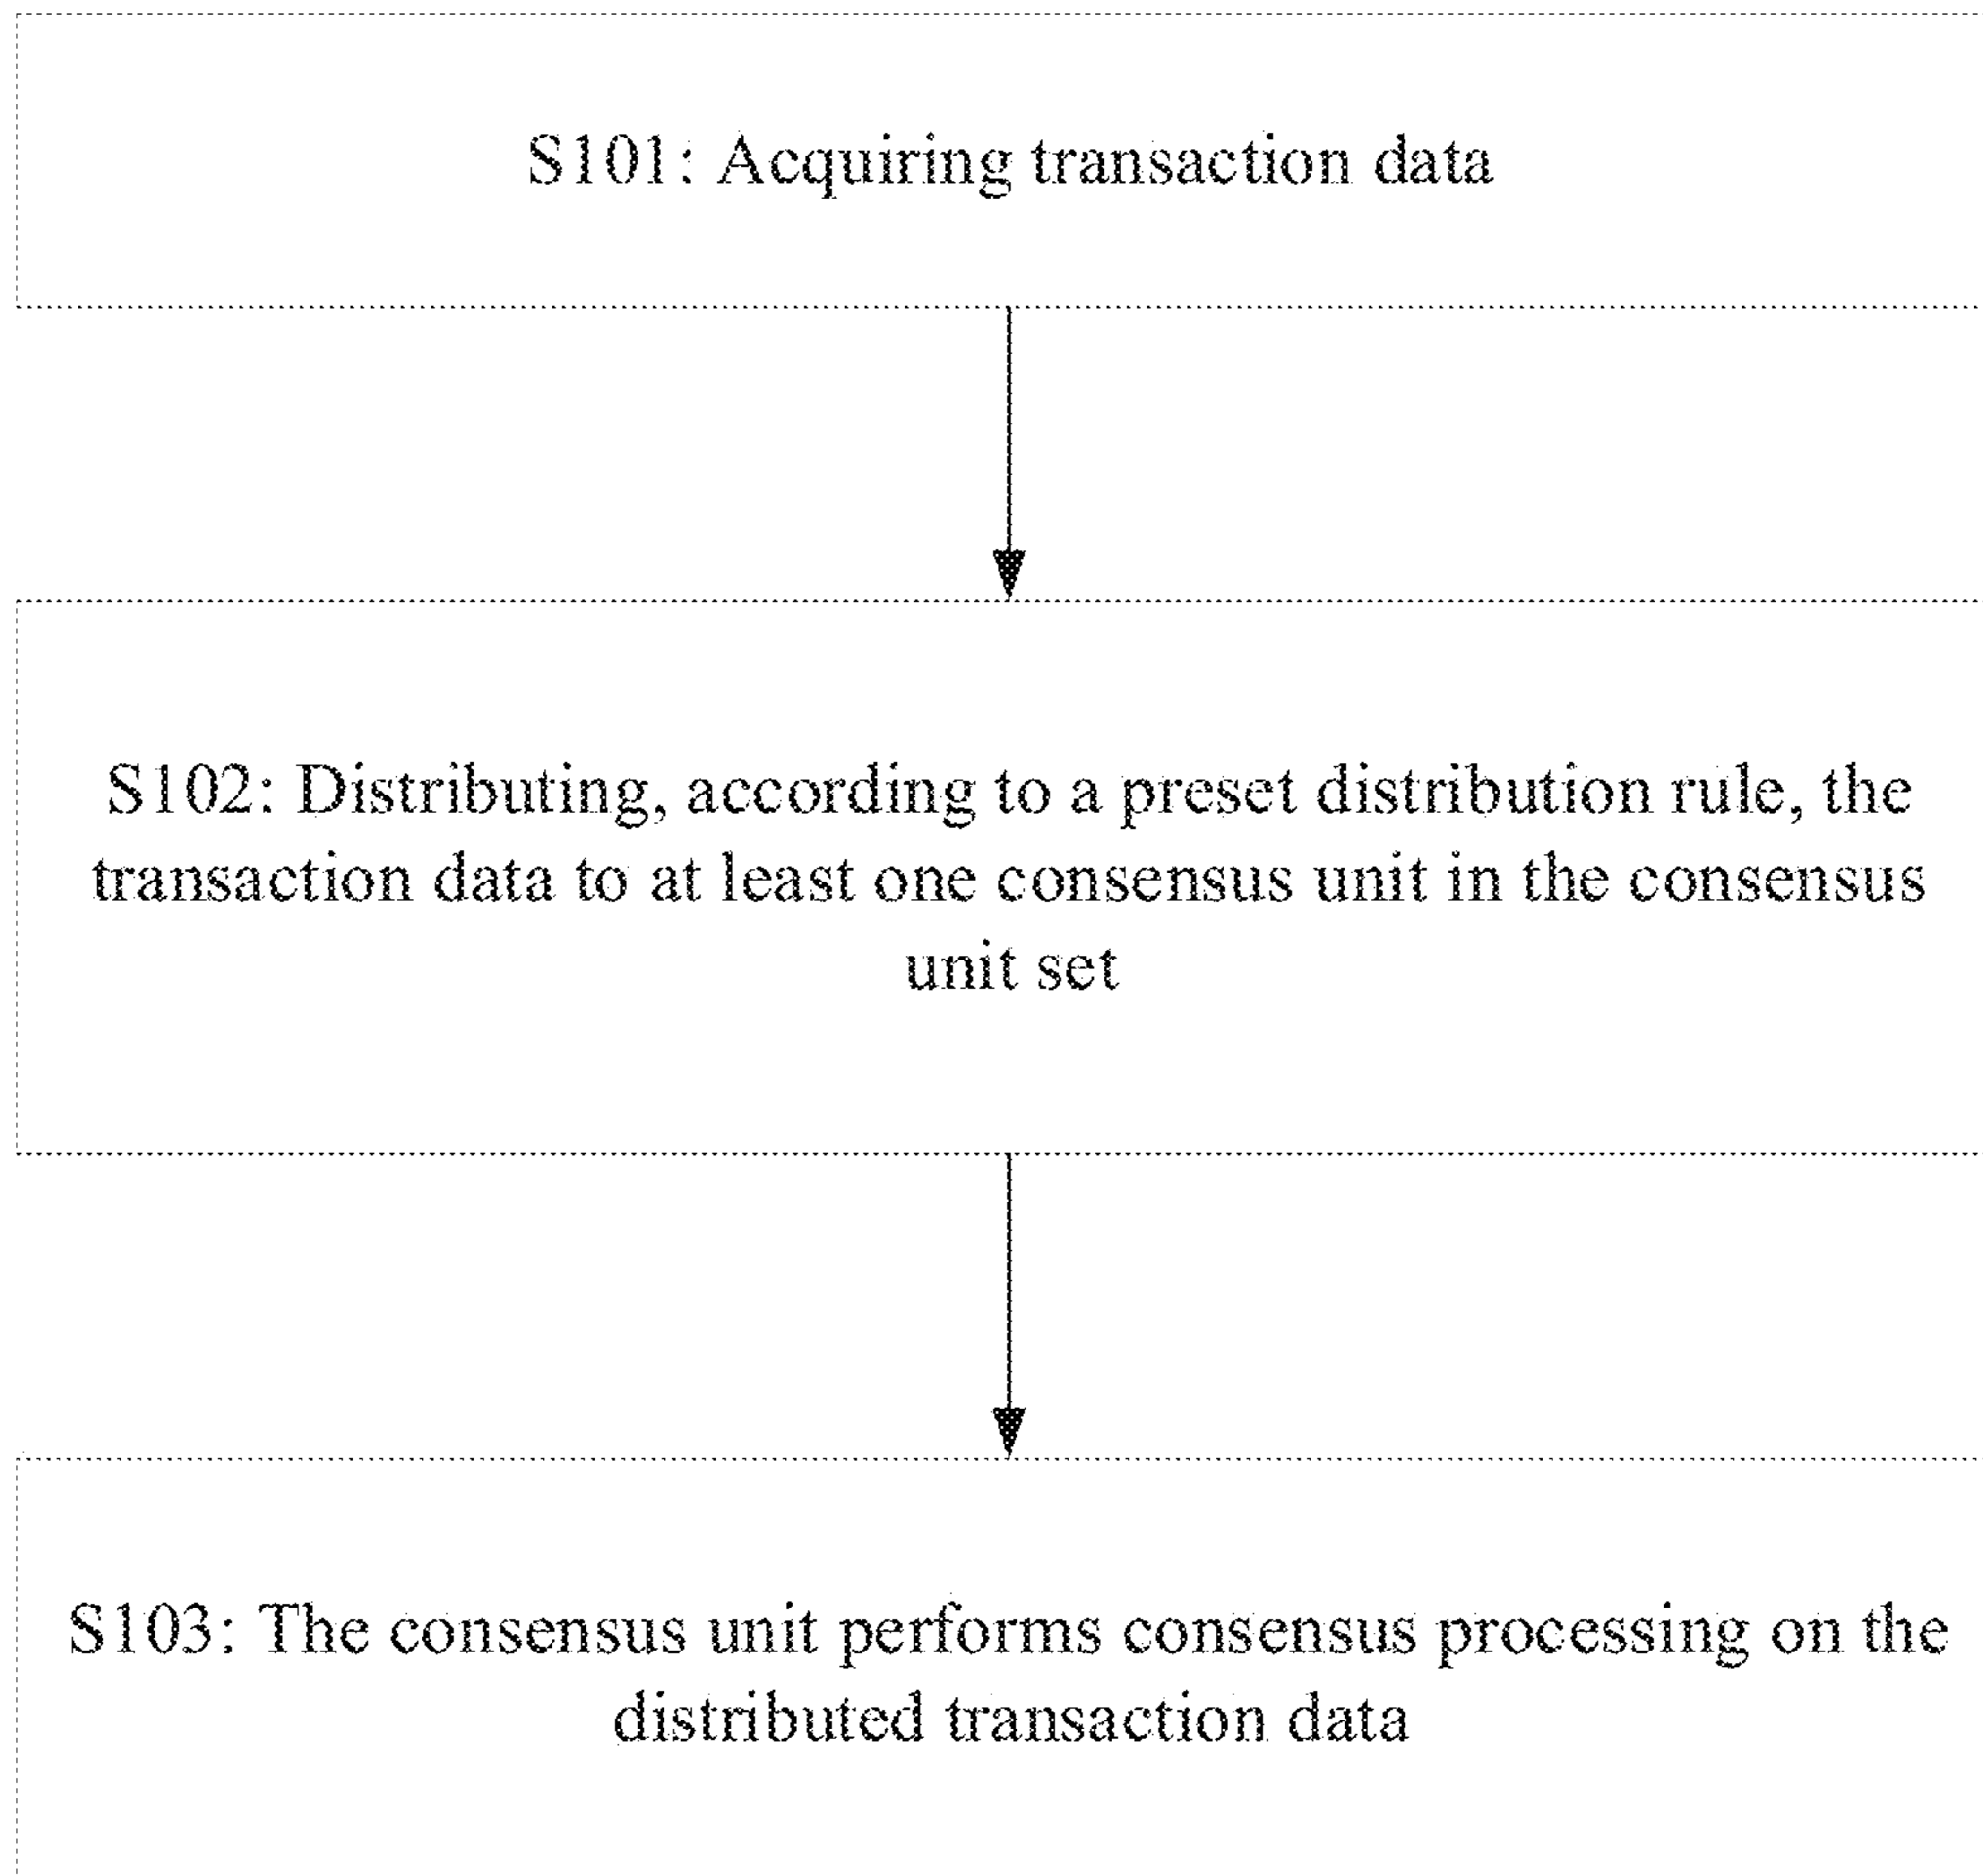 S101: Acquiring transaction data
S102: Distributing, according to a preset distribution rule, the
transaction data to at least one consensus unit in the consensus
unit set
S103: The consensus unit performs consensus processing on the
distributed transaction data